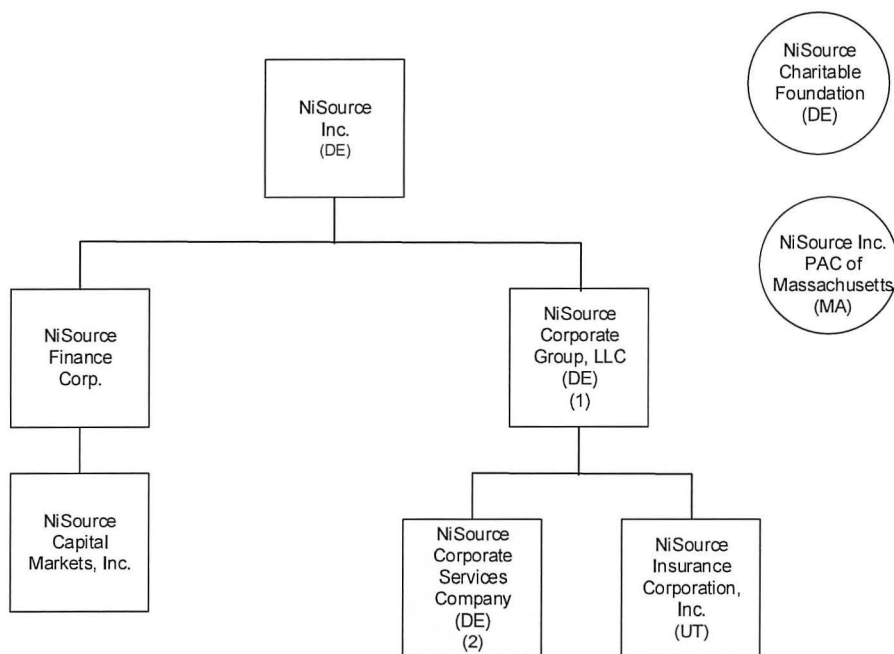 NiSource
Inc.
(DE)
NiSource
Charitable
Foundation
(DE)
NiSource Inc.
PAC of
Massachusetts
(MA)
NiSource
Finance
Corp.
NiSource
Corporate
Group, LLC
(DE)
(1)
NiSource
Capital
Markets, Inc.
NiSource
Corporate
Services
Company
(DE)
(2)
NiSource
Insurance
Corporation,
Inc.
(UT)